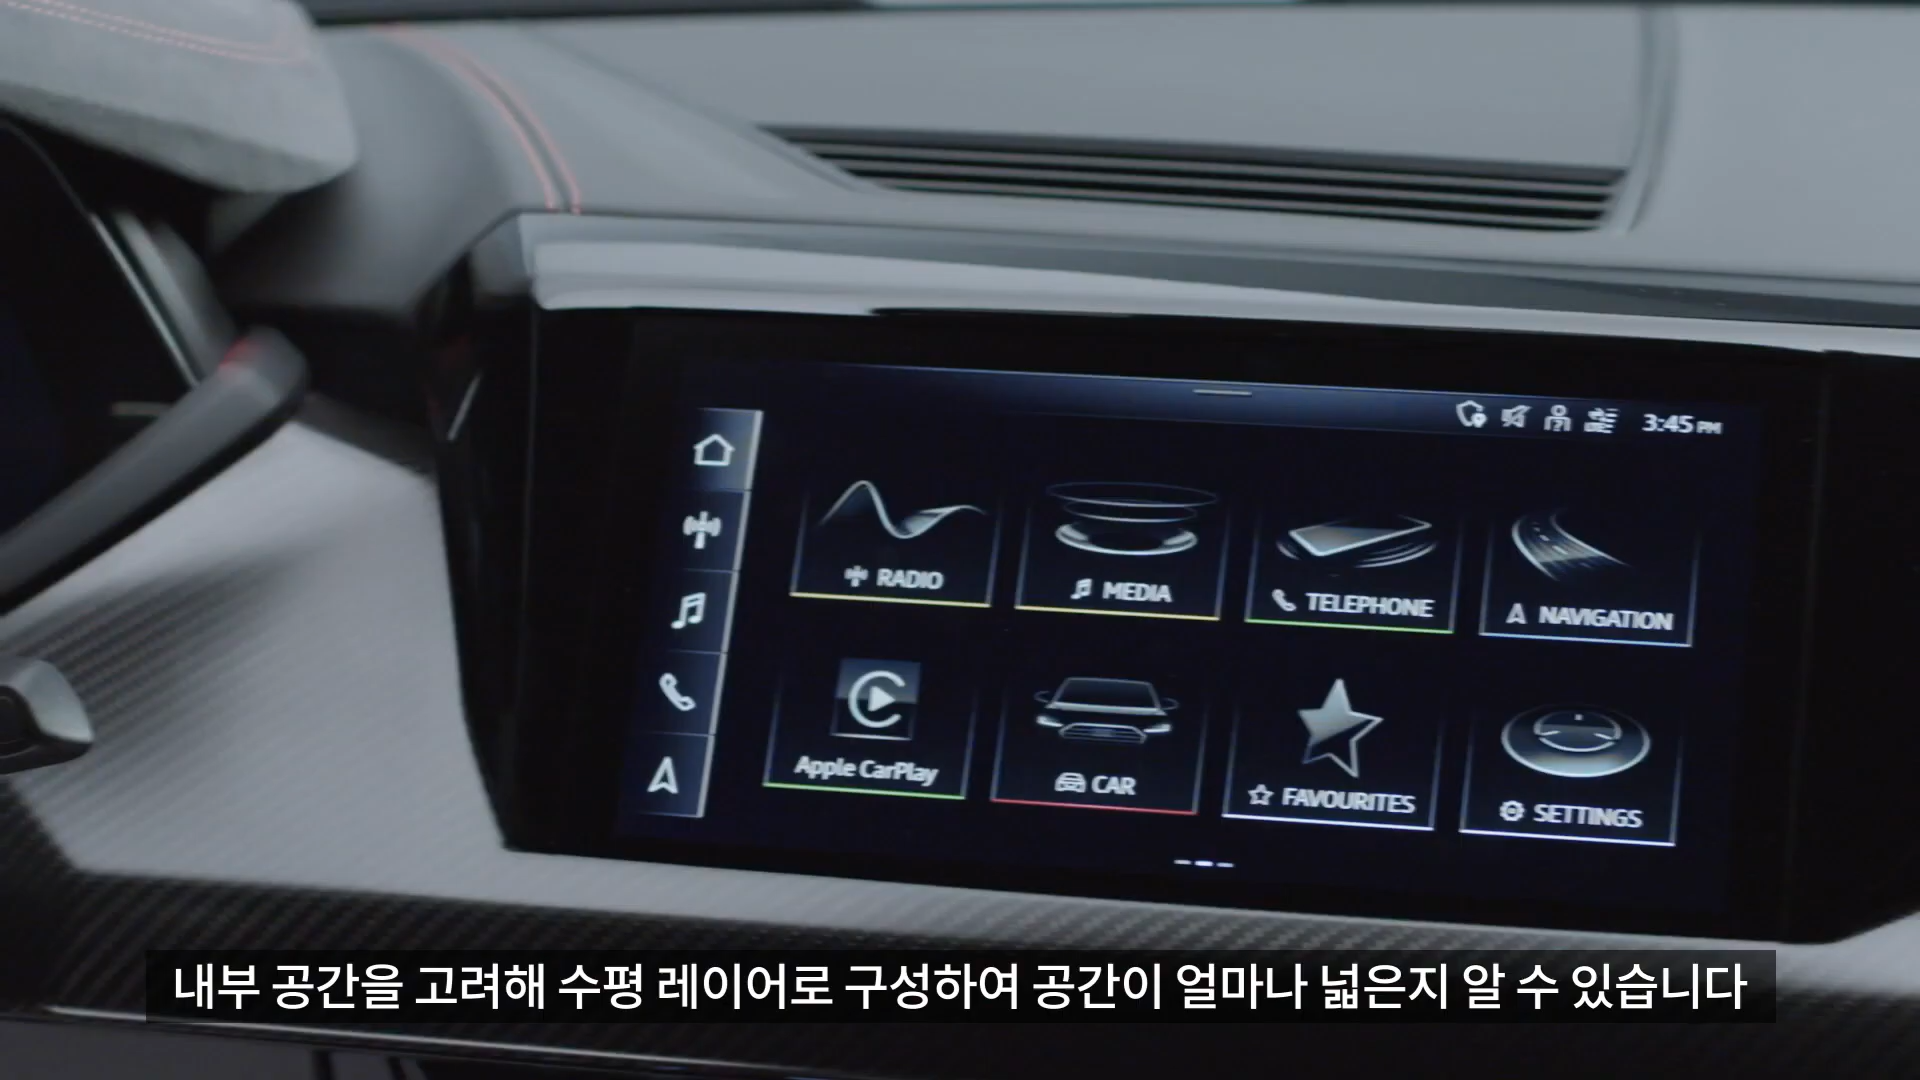 3:45 PM
RADIO
MEDIA
TELEPHONE
NAVIGATION
Apple CarPlay
CAR
FAVOURITES
SETTINGS
내부 공간을 고려해 수평 레이어로 구성하여 공간이 얼마나 넓은지 알 수 있습니다